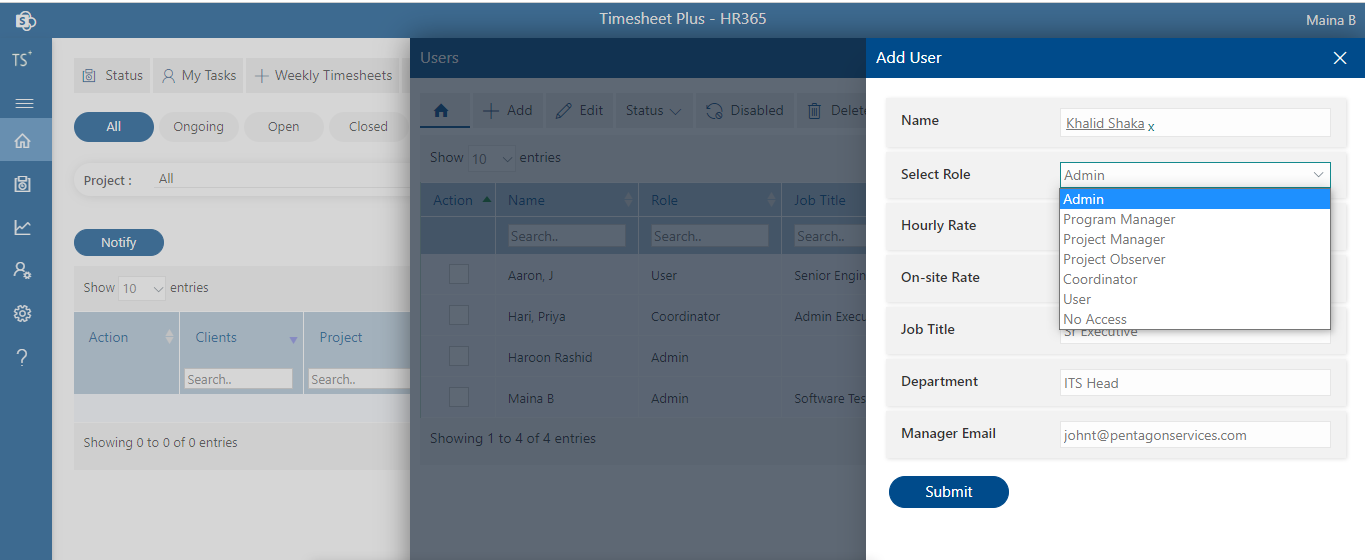 Timesheet Plus - HR365
Maina B
TS+
Status
My Tasks
Weekly Timesheets
All
Ongoing
Open
Closed
Project :
All
Notify
Show 10 entries
Action
Clients
Project
Search..
Search..
Showing 0 to 0 of 0 entries
Users
Add
Edit
Status
Disabled
Delete
Show 10 entries
Action
Name
Role
Job Title
Search..
Search..
Search..
Aaron, J
User
Senior Engin
Hari, Priya
Coordinator
Admin Execu
Haroon Rashid
Admin
Maina B
Admin
Software Tes
Showing 1 to 4 of 4 entries
Add User
Name
Khalid Shaka x
Select Role
Admin
Admin
Program Manager
Project Manager
Project Observer
Coordinator
User
No Access
Hourly Rate
On-site Rate
Job Title
Sr Executive
Department
ITS Head
Manager Email
johnt@pentagonservices.com
Submit